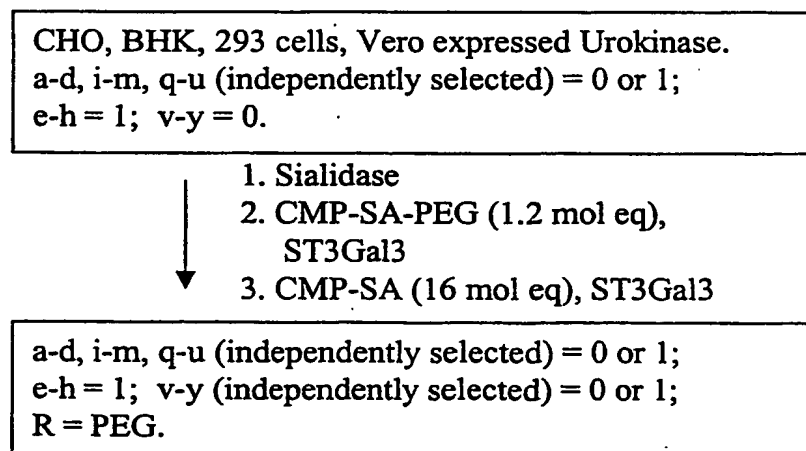 CHO, BHK, 293 cells, Vero expressed Urokinase.
a-d, i-m, q-u (independently selected) = 0 or 1;
e-h = 1; v-y = 0.
1. Sialidase
2. CMP-SA-PEG (1.2 mol eq),
ST3Gal3
3. CMP-SA (16 mol eq), ST3Gal3
a-d, i-m, q-u (independently selected) = 0 or 1;
e-h = 1; v-y (independently selected) = 0 or 1;
R = PEG.